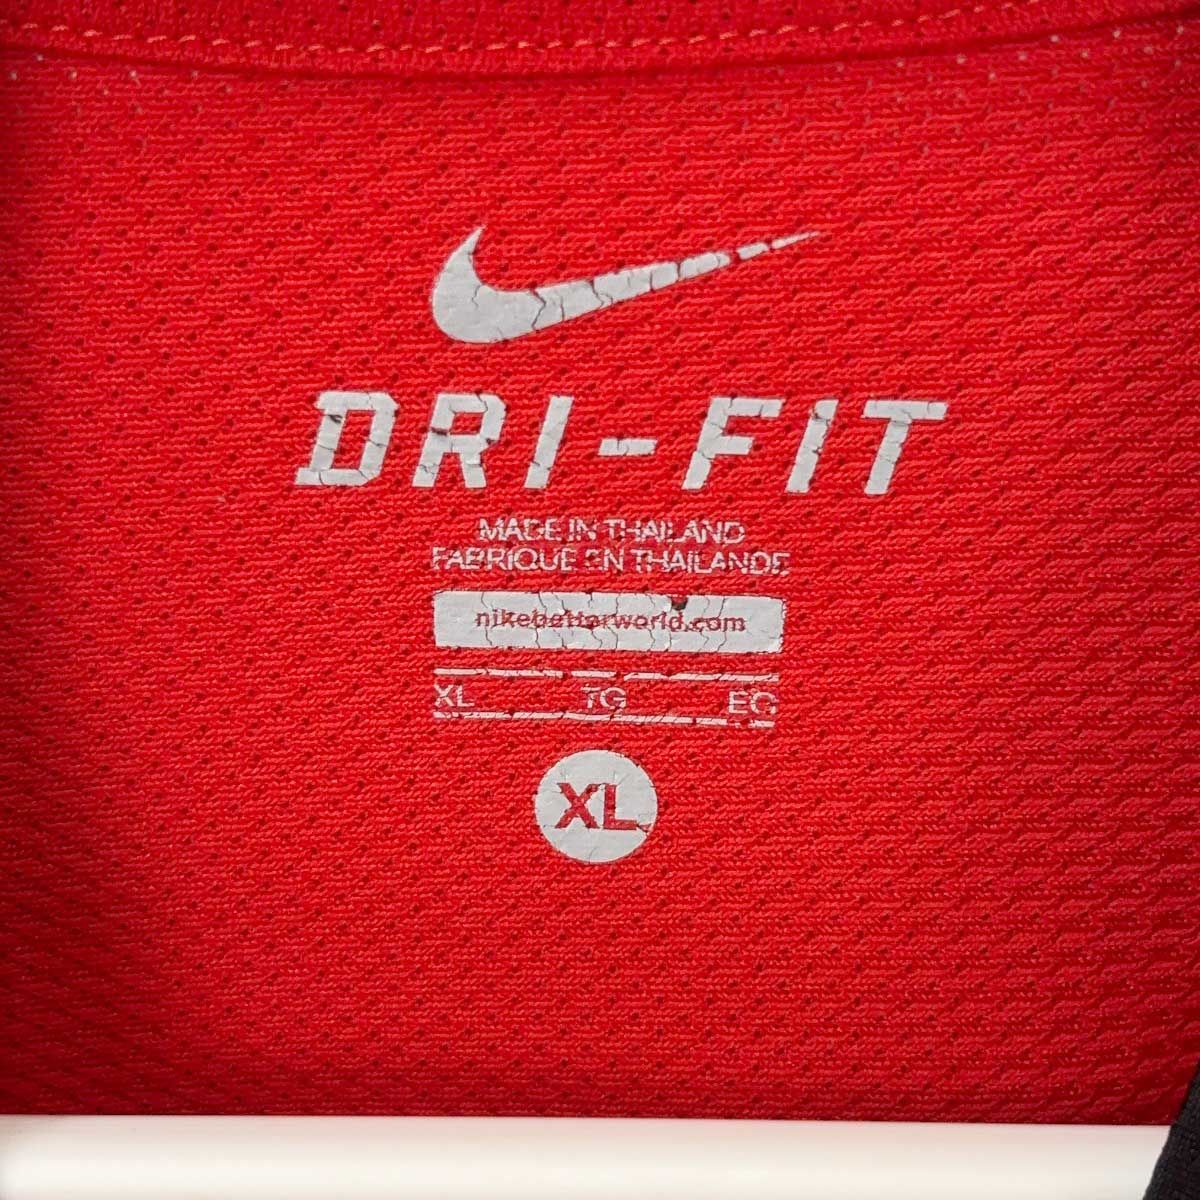 DRI-FIT
MADE IN THAILAND
FABRIQUE EN THAILANDE
nikebetterworld.com
XL TG EG
XL